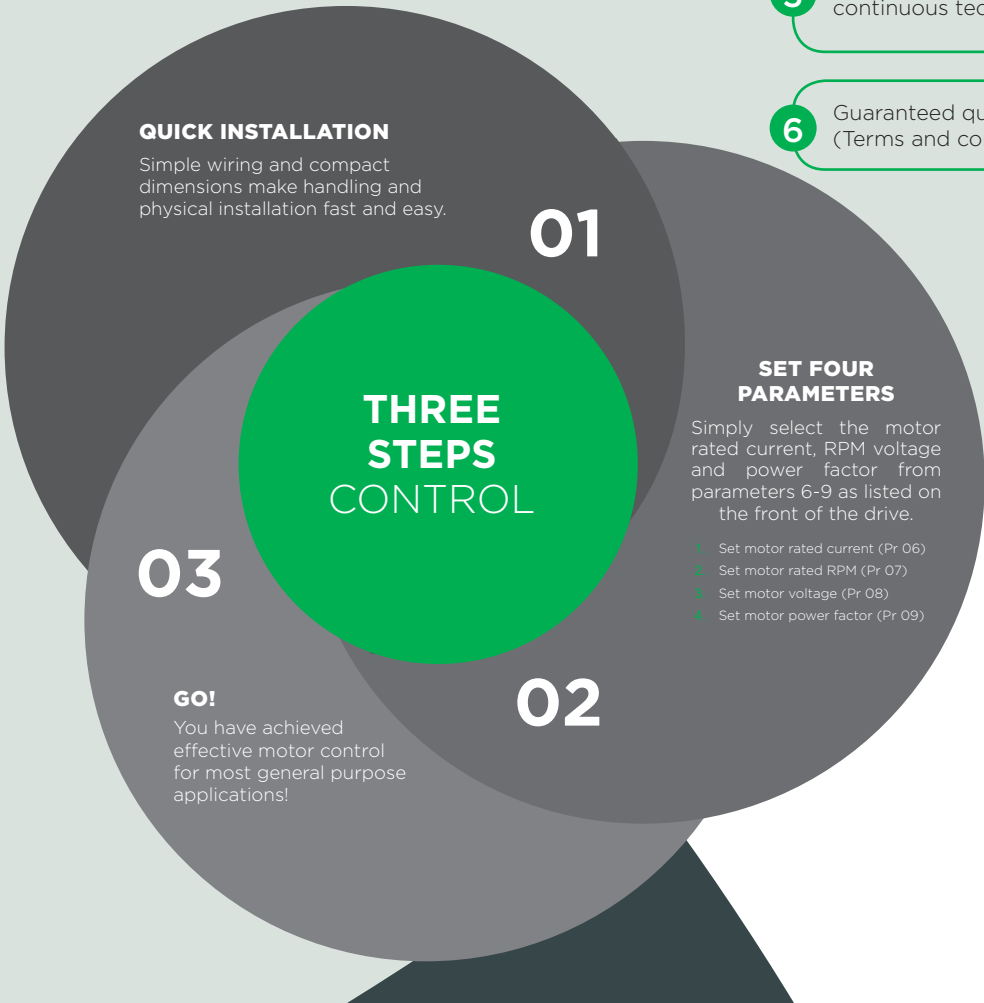 continuous
6
Guaranteed
(Terms and
QUICK INSTALLATION
Simple wiring and compact
dimensions make handling and
physical installation fast and easy.
01
THREE
STEPS
CONTROL
SET FOUR
PARAMETERS
Simply select the motor
rated current, RPM voltage
and power factor from
parameters 6-9 as listed on
the front of the drive.
1. Set motor rated current (Pr 06)
2. Set motor rated RPM (Pr 07)
3. Set motor voltage (Pr 08)
4. Set motor power factor (Pr 09)
03
02
GO!
You have achieved
effective motor control
for most general purpose
applications!